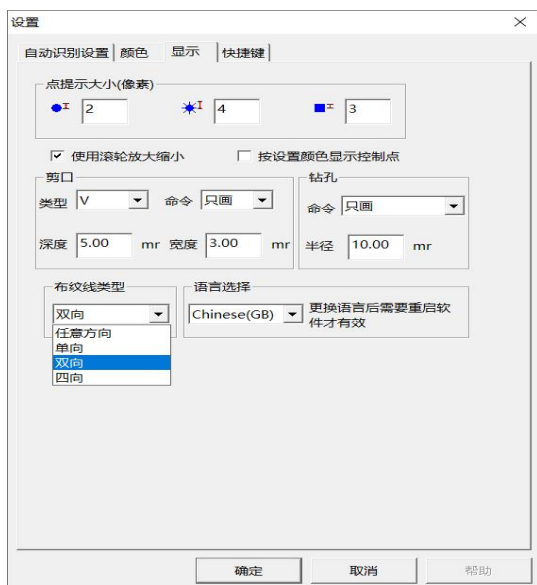 设置
自动识别设置 颜色 显示 快捷键
点提示大小(像素)
2 4 3
使用滚轮放大缩小 按设置颜色显示控制点
剪口 钻孔
类型 V 命令 只画 命令 只画
深度 5.00 mr 宽度 3.00 mr 半径 10.00 mr
布纹线类型 语言选择
双向 Chinese(GB) 更换语言后需要重启软
件才有效
任意方向
单向
双向
四向
确定 取消 帮助